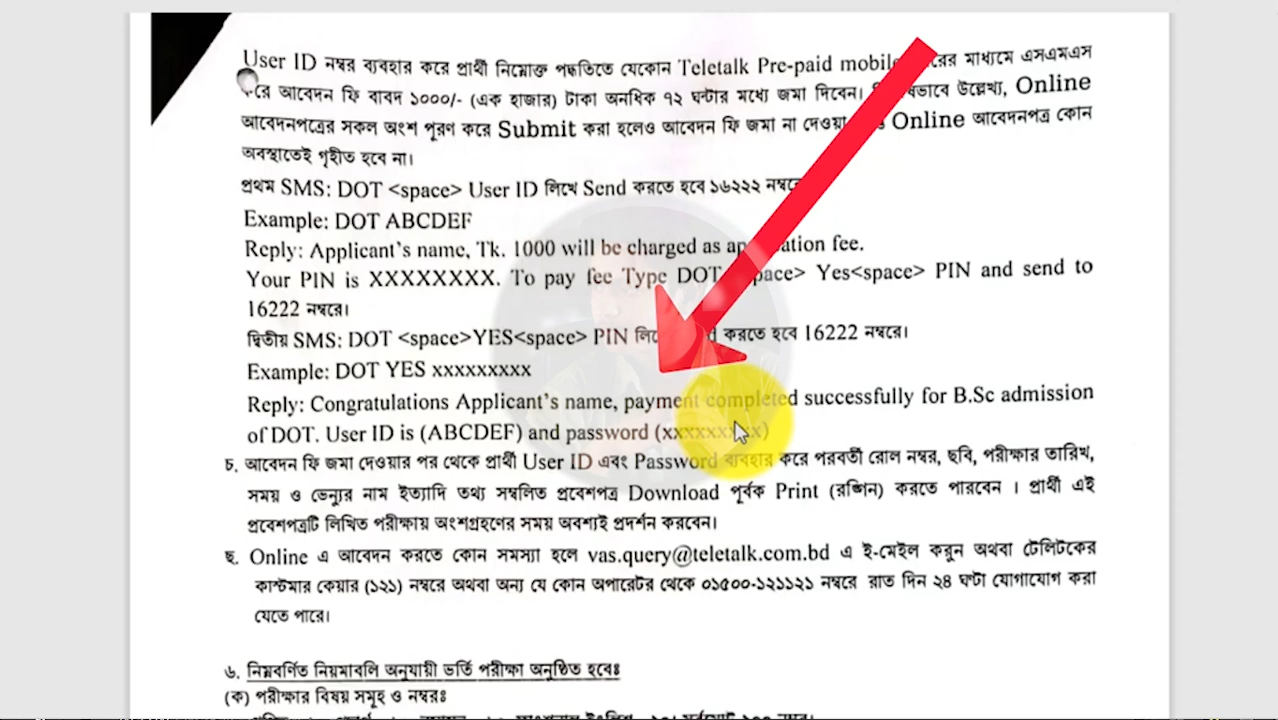 User ID নম্বর ব্যবহার করে প্রার্থী নিম্নোক্ত পদ্ধতিতে যেকোন Teletalk Pre-paid mobile মাধ্যমে এসএমএস
করে আবেদন ফি বাবদ ১০০০/- (এক হাজার) টাকা অনধিক ৭২ ঘন্টার মধ্যে জমা দিবেন। উল্লেখ্য, Online
আবেদনপত্রের সকল অংশ পূরণ করে Submit করা হলেও আবেদন ফি জমা না দেওয়া Online আবেদনপত্র কোন
অবস্থাতেই গৃহীত হবে না।
প্রথম SMS: DOT <space> User ID লিখে Send করতে হবে ১৬২২২ নম্বরে
Example: DOT ABCDEF
Reply: Applicant's name, Tk. 1000 will be charged as application fee.
Your PIN is XXXXXXXX. To pay fee Type DOT <space> Yes<space> PIN and send to
16222 নম্বরে।
দ্বিতীয় SMS: DOT <space>YES<space> PIN করতে হবে 16222 নম্বরে।
Example: DOT YES xxxxxxxxx
Reply: Congratulations Applicant's name, payment completed successfully for B.Sc admission
of DOT. User ID is (ABCDEF) and password (xxxxxxxxx)
চ. আবেদন ফি জমা দেওয়ার পর থেকে প্রার্থী User ID এবং Password ব্যবহার করে পরবর্তী রোল নম্বর, ছবি, পরীক্ষার তারিখ,
সময় ও ভেন্যুর নাম ইত্যাদি তথ্য সম্বলিত প্রবেশপত্র Download পূর্বক Print (রঙ্গিন) করতে পারবেন । প্রার্থী এই
প্রবেশপত্রটি লিখিত পরীক্ষায় অংশগ্রহণের সময় অবশ্যই প্রদর্শন করবেন।
ছ. Online এ আবেদন করতে কোন সমস্যা হলে vas.query@teletalk.com.bd এ ই-মেইল করুন অথবা টেলিটকের
কাস্টমার কেয়ার (১২১) নম্বরে অথবা অন্য যে কোন অপারেটর থেকে ০১৫০০-১২১১২১ নম্বরে রাত দিন ২৪ ঘণ্টা যোগাযোগ করা
যেতে পারে।
৬. নিম্নবর্ণিত নিয়মাবলি অনুযায়ী ভর্তি পরীক্ষা অনুষ্ঠিত হবেঃ
(ক) পরীক্ষার বিষয় সমূহ ও নম্বরঃ